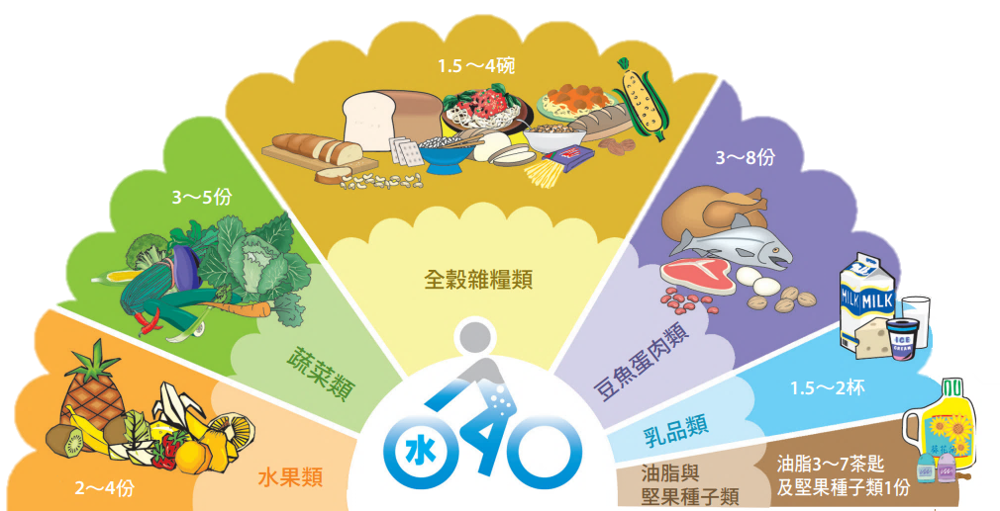 1.5～4碗
全穀雜糧類
3～8份
豆魚蛋肉類
3～5份
蔬菜類
MILK MILK
ICE
CREAM
1.5～2杯
乳品類
2～4份
水果類
水
油脂與
堅果種子類
油脂3～7茶匙
及堅果種子類1份